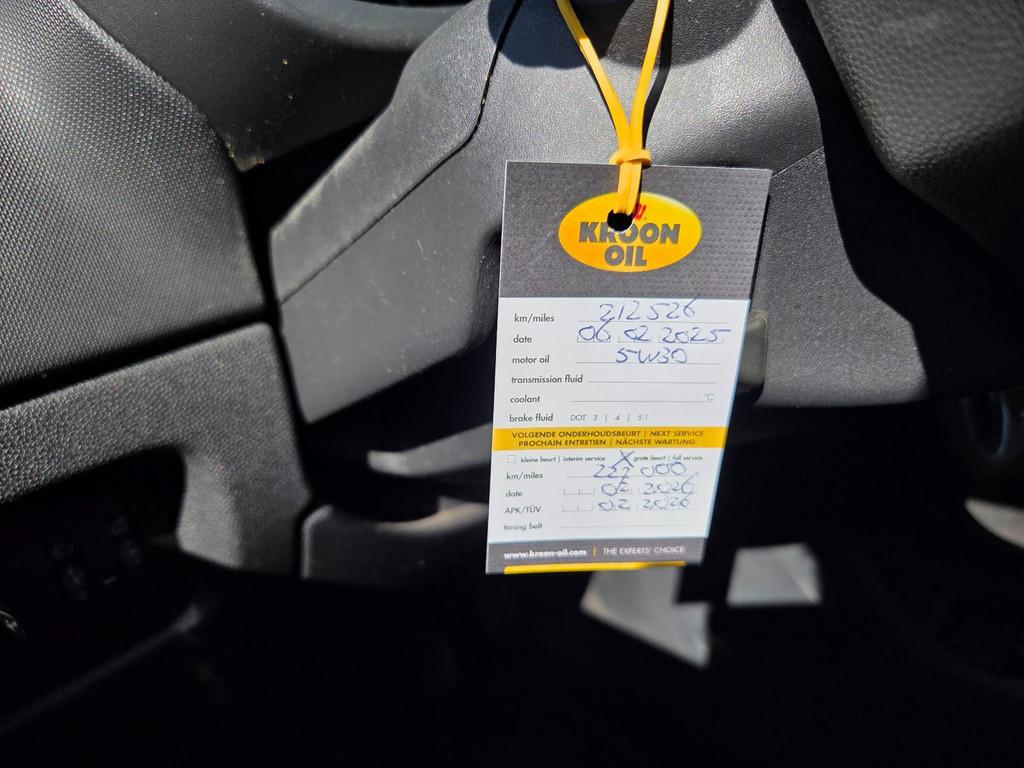 KROON
OIL
km/miles 212526
date 06 02 2025
motor oil 5W30
transmission fluid
coolant °C
brake fluid DOT 3 | 4 | 5.1
VOLGENDE ONDERHOUDSBEURT | NEXT SERVICE
PROCHAIN ENTRETIEN | NÄCHSTE WARTUNG
kleine beurt | interim service X grote beurt | full service
km/miles 227 000
date 02 2026
APK/TÜV 02 2026
timing belt
www.kroon-oil.com | THE EXPERTS' CHOICE